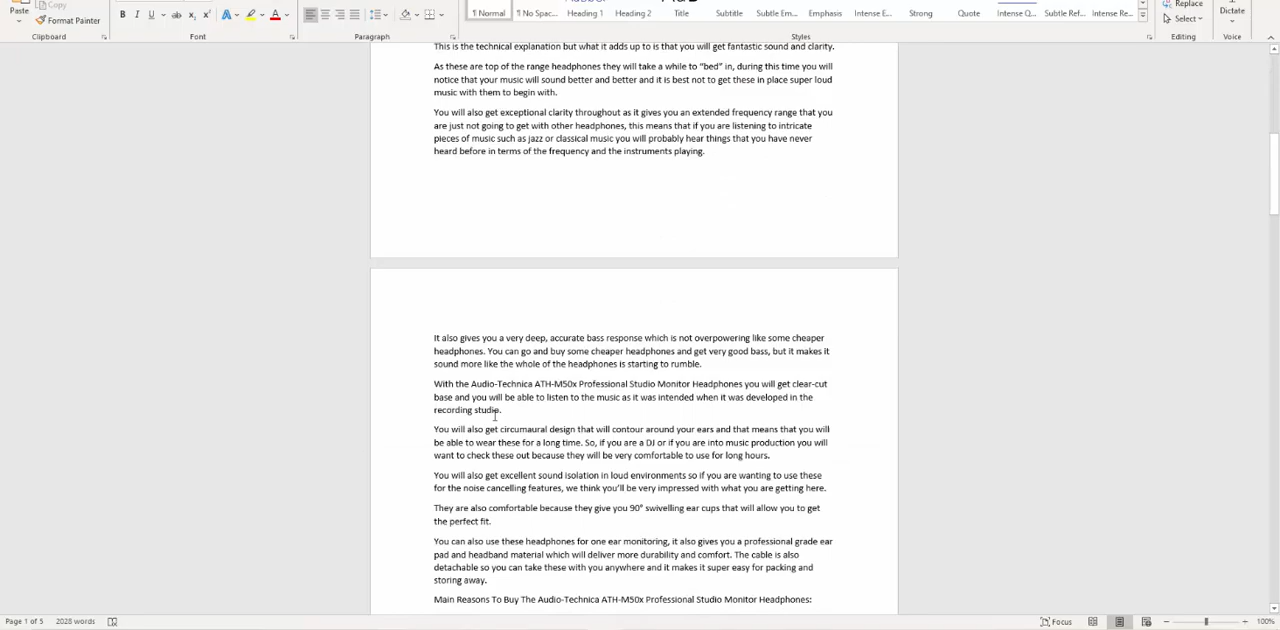 Paste
Copy
Format Painter
Clipboard
B I U ab x₂ x² A A
Font
Paragraph
¶ Normal
¶ No Spac...
Heading 1
Heading 2
Title
Subtitle
Subtle Em...
Emphasis
Intense E...
Strong
Quote
Intense Q...
Subtle Ref...
Intense Re...
Styles
Replace
Select
Editing
Dictate
Voice
This is the technical explanation but what it adds up to is that you will get fantastic sound and clarity.
As these are top of the range headphones they will take a while to “bed” in, during this time you will
notice that your music will sound better and better and it is best not to get these in place super loud
music with them to begin with.
You will also get exceptional clarity throughout as it gives you an extended frequency range that you
are just not going to get with other headphones, this means that if you are listening to intricate
pieces of music such as jazz or classical music you will probably hear things that you have never
heard before in terms of the frequency and the instruments playing.
It also gives you a very deep, accurate bass response which is not overpowering like some cheaper
headphones. You can go and buy some cheaper headphones and get very good bass, but it makes it
sound more like the whole of the headphones is starting to rumble.
With the Audio-Technica ATH-M50x Professional Studio Monitor Headphones you will get clear-cut
base and you will be able to listen to the music as it was intended when it was developed in the
recording studio.
You will also get circumaural design that will contour around your ears and that means that you will
be able to wear these for a long time. So, if you are a DJ or if you are into music production you will
want to check these out because they will be very comfortable to use for long hours.
You will also get excellent sound isolation in loud environments so if you are wanting to use these
for the noise cancelling features, we think you’ll be very impressed with what you are getting here.
They are also comfortable because they give you 90° swivelling ear cups that will allow you to get
the perfect fit.
You can also use these headphones for one ear monitoring, it also gives you a professional grade ear
pad and headband material which will deliver more durability and comfort. The cable is also
detachable so you can take these with you anywhere and it makes it super easy for packing and
storing away.
Main Reasons To Buy The Audio-Technica ATH-M50x Professional Studio Monitor Headphones:
Page 1 of 5
2028 words
Focus
100%